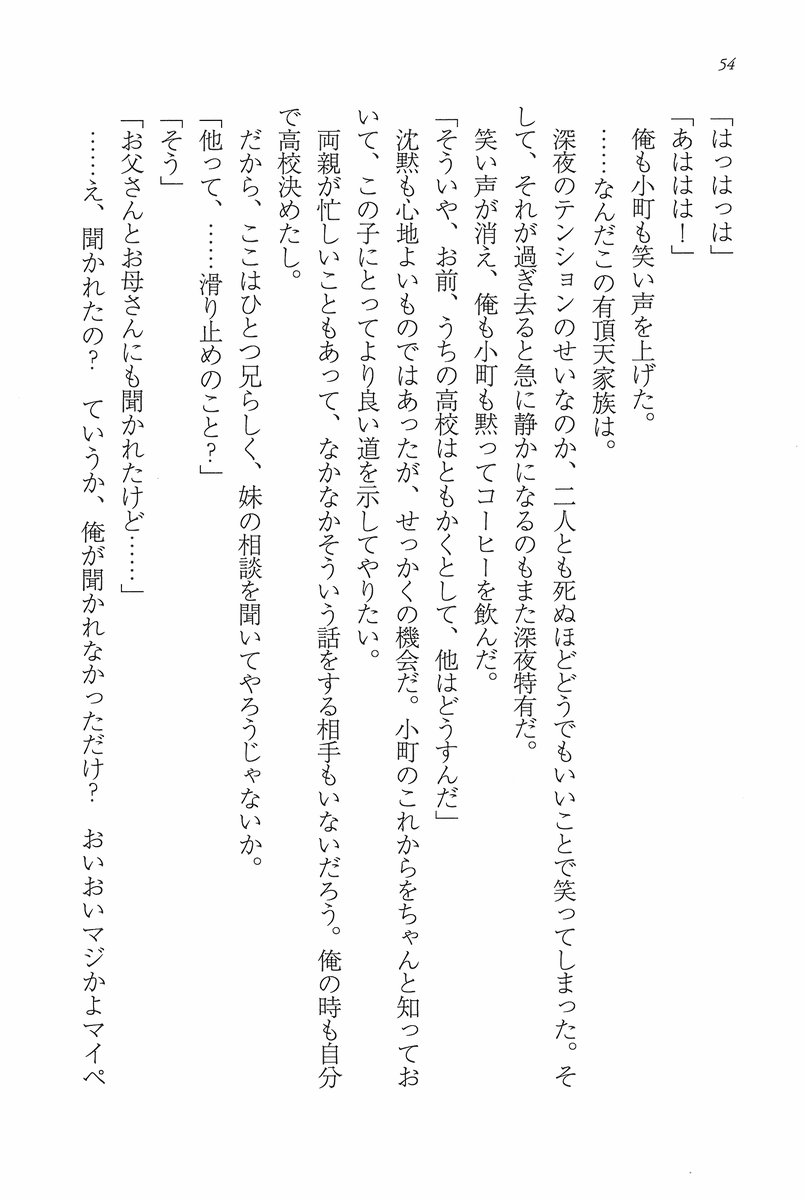 54
「はっはっは」
「あははは！」
　俺も小町も笑い声を上げた。
　……なんだこの有頂天家族は。
　深夜のテンションのせいなのか、二人とも死ぬほどどうでもいいことで笑ってしまった。そ
して、それが過ぎ去ると急に静かになるのもまた深夜特有だ。
　笑い声が消え、俺も小町も黙ってコーヒーを飲んだ。
「そういや、お前、うちの高校はともかくとして、他はどうすんだ」
　沈黙も心地よいものではあったが、せっかくの機会だ。小町のこれからをちゃんと知ってお
いて、この子にとってより良い道を示してやりたい。
　両親が忙しいこともあって、なかなかそういう話をする相手もいないだろう。俺の時も自分
で高校決めたし。
　だから、ここはひとつ兄らしく、妹の相談を聞いてやろうじゃないか。
「他って、……滑り止めのこと？」
「そう」
「お父さんとお母さんにも聞かれたけど……」
　……え、聞かれたの？　ていうか、俺が聞かれなかっただけ？　おいおいマジかよマイペ